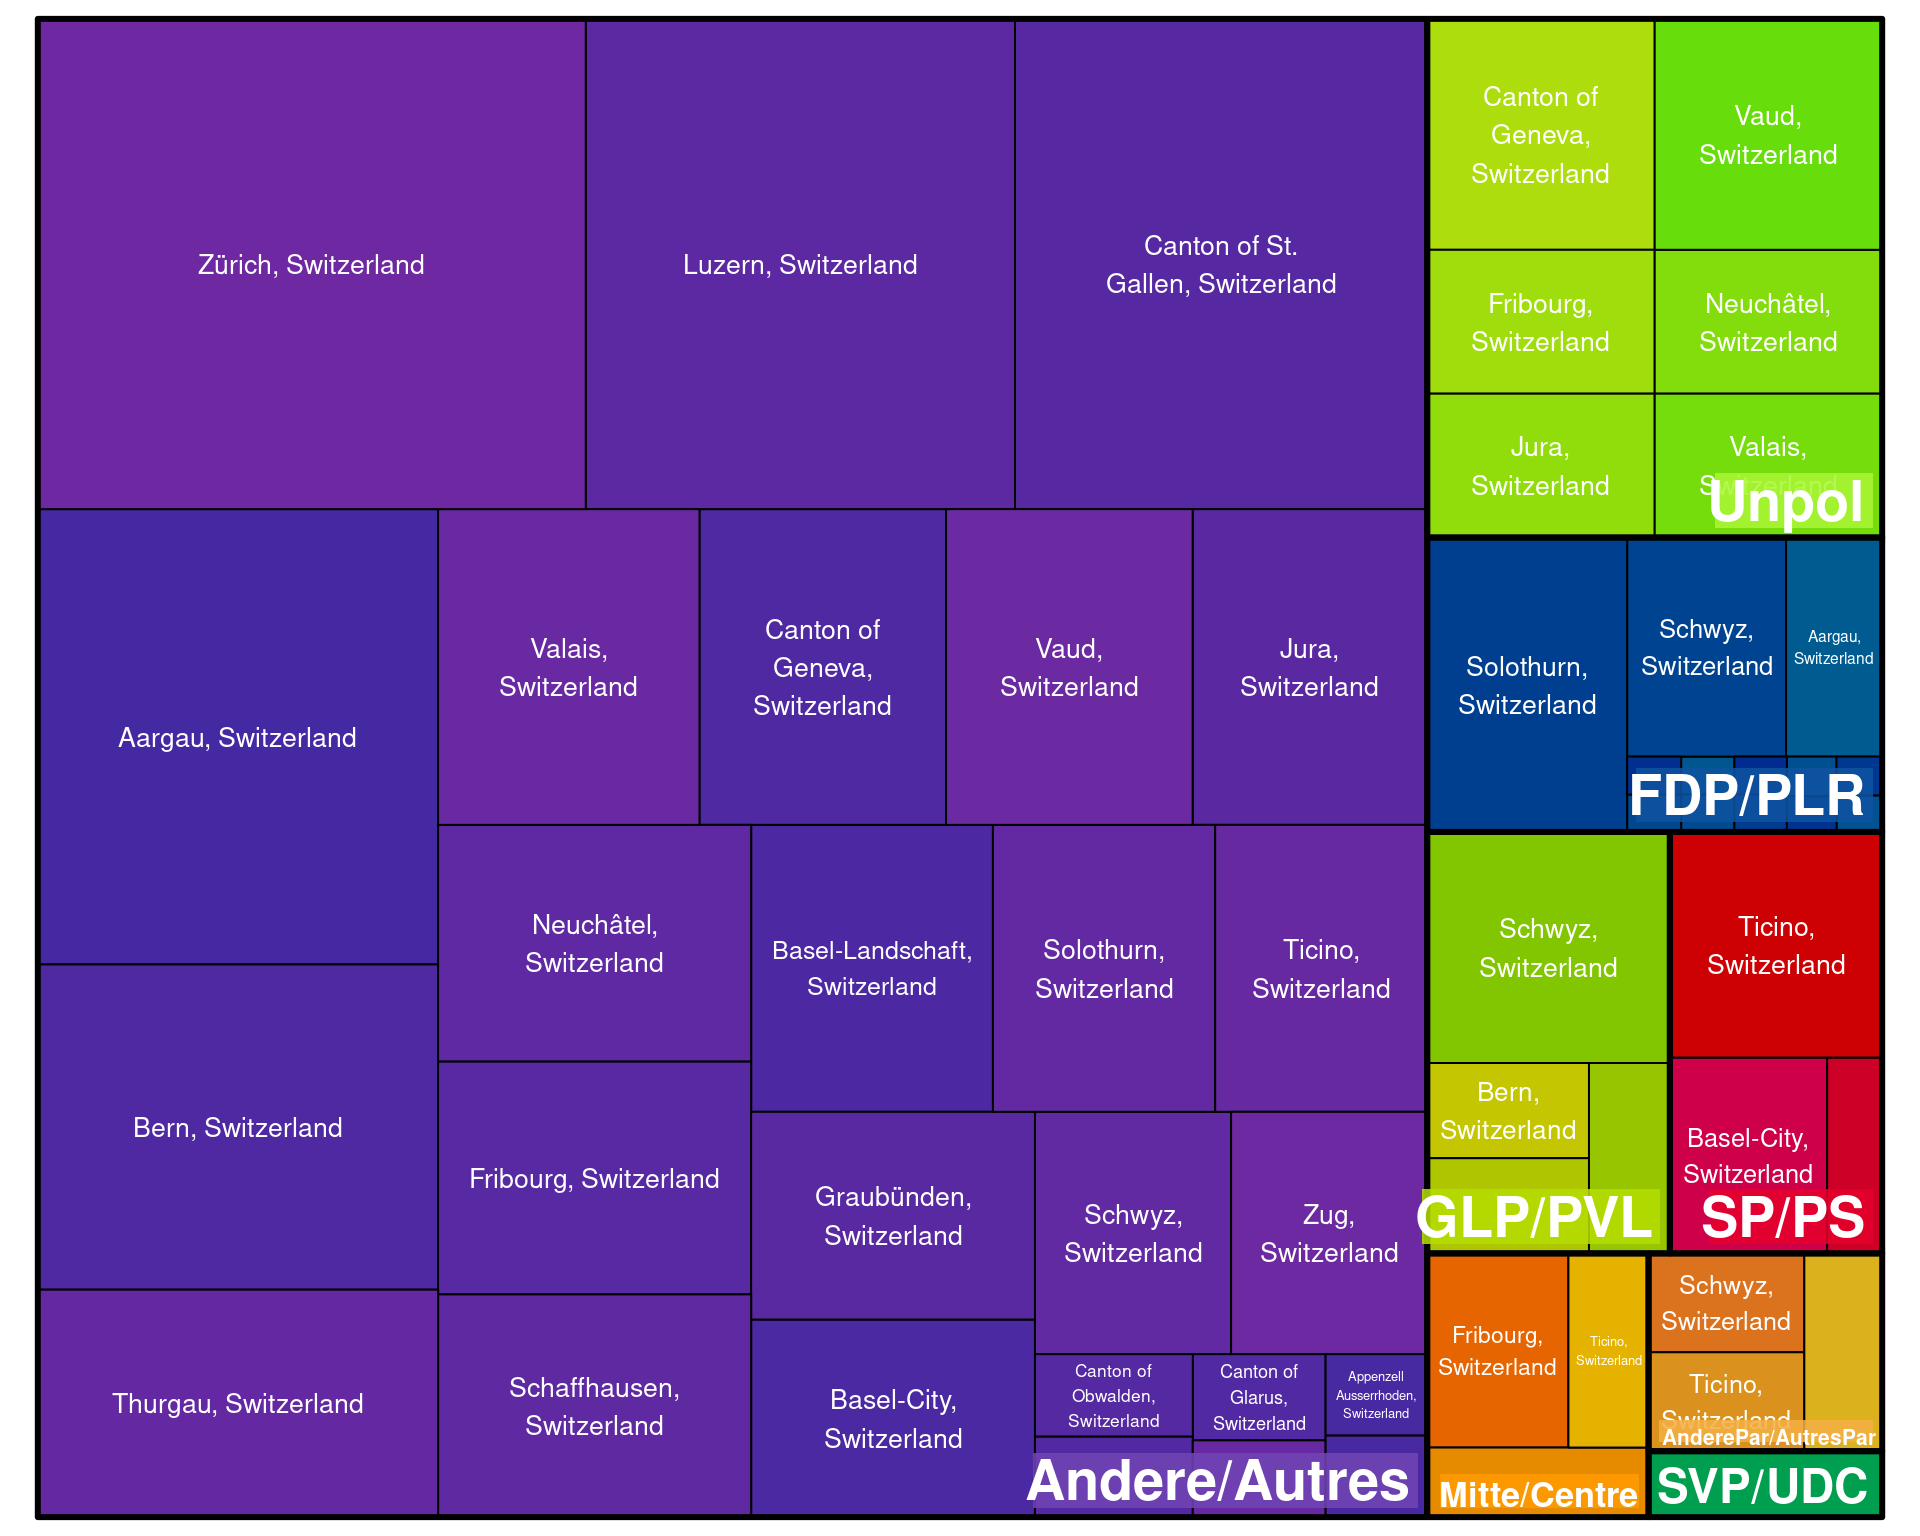 Zürich, Switzerland
Luzern, Switzerland
Canton of St.
Gallen, Switzerland
Aargau, Switzerland
Valais,
Switzerland
Canton of
Geneva,
Switzerland
Vaud,
Switzerland
Jura,
Switzerland
Neuchâtel,
Switzerland
Basel-Landschaft,
Switzerland
Solothurn,
Switzerland
Ticino,
Switzerland
Bern, Switzerland
Fribourg, Switzerland
Graubünden,
Switzerland
Schwyz,
Switzerland
Zug,
Switzerland
Thurgau, Switzerland
Schaffhausen,
Switzerland
Basel-City,
Switzerland
Canton of
Obwalden,
Switzerland
Canton of
Glarus,
Switzerland
Appenzell
Ausserrhoden,
Switzerland
Andere/Autres
Canton of
Geneva,
Switzerland
Vaud,
Switzerland
Fribourg,
Switzerland
Neuchâtel,
Switzerland
Jura,
Switzerland
Valais,
Switzerland
Unpol
Solothurn,
Switzerland
Schwyz,
Switzerland
Aargau,
Switzerland
FDP/PLR
Schwyz,
Switzerland
Bern,
Switzerland
GLP/PVL
Ticino,
Switzerland
Basel-City,
Switzerland
SP/PS
Fribourg,
Switzerland
Ticino,
Switzerland
Mitte/Centre
Schwyz,
Switzerland
Ticino,
Switzerland
AnderePar/AutresPar
SVP/UDC